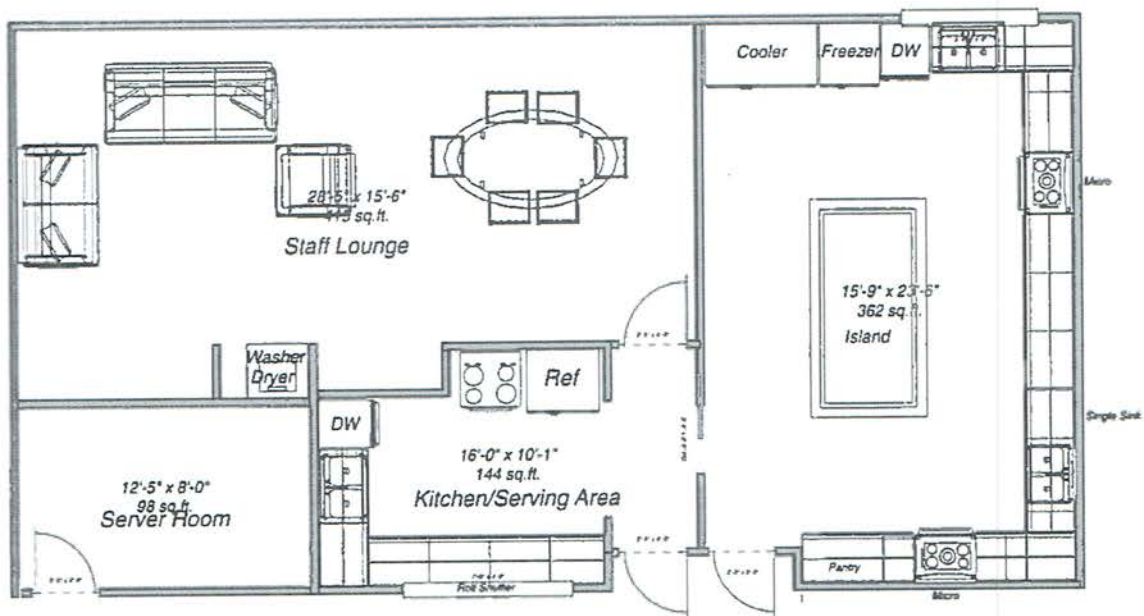 Cooler
Freezer
DW
Micro
28'-5" x 15'-6"
sq.ft.
Staff Lounge
15'-9" x 23'-6"
362 sq.ft.
Island
Washer
Dryer
Ref
DW
Single Sink
16'-0" x 10'-1"
144 sq.ft.
Kitchen/Serving Area
12'-5" x 8'-0"
98 sq.ft.
Server Room
Pantry
Roll Shutter
Micro